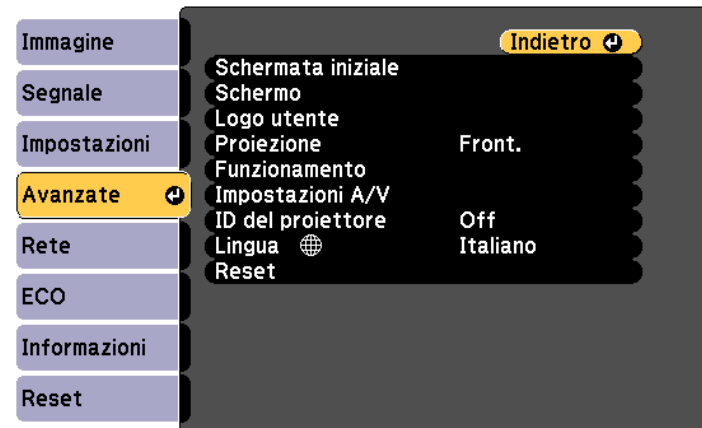 Immagine
Segnale
Impostazioni
Avanzate
Rete
ECO
Informazioni
Reset
Indietro
Schermata iniziale
Schermo
Logo utente
Proiezione Front.
Funzionamento
Impostazioni A/V
ID del proiettore Off
Lingua Italiano
Reset